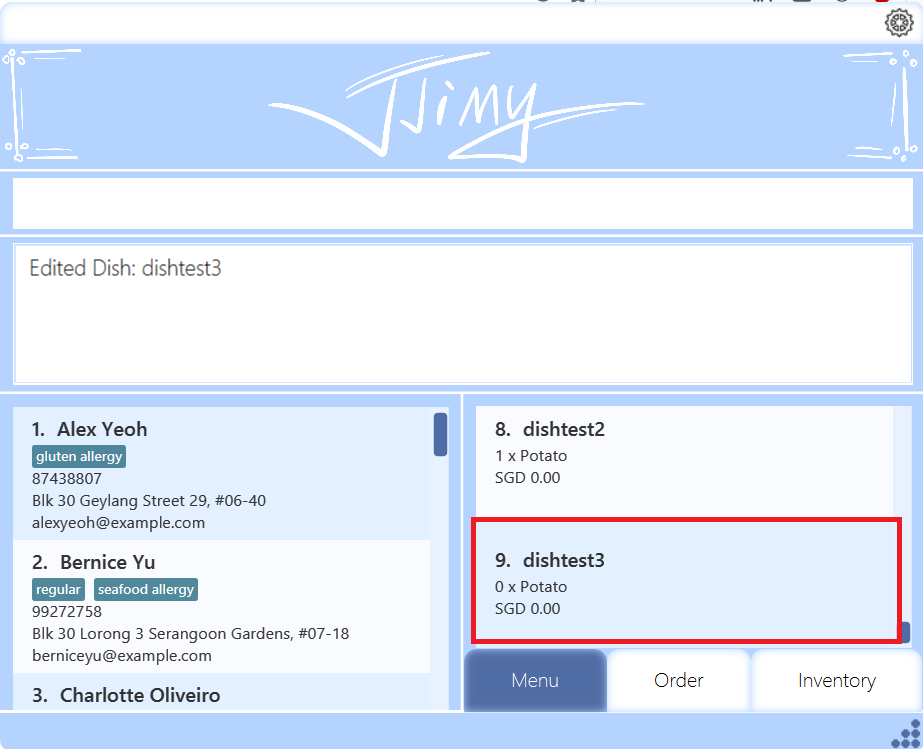 JJIMY
Edited Dish: dishtest3
1. Alex Yeoh
gluten allergy
87438807
Blk 30 Geylang Street 29, #06-40
alexyeoh@example.com
2. Bernice Yu
regular seafood allergy
99272758
Blk 30 Lorong 3 Serangoon Gardens, #07-18
berniceyu@example.com
3. Charlotte Oliveiro
8. dishtest2
1 x Potato
SGD 0.00
9. dishtest3
0 x Potato
SGD 0.00
Menu Order Inventory